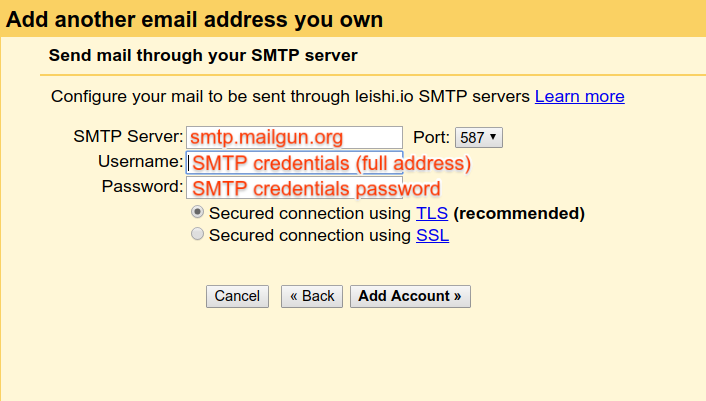 Add another email address you own
Send mail through your SMTP server
Configure your mail to be sent through leishi.io SMTP servers Learn more
SMTP Server: smtp.mailgun.org Port: 587
Username: SMTP credentials (full address)
Password: SMTP credentials password
Secured connection using TLS (recommended)
Secured connection using SSL
Cancel « Back Add Account »